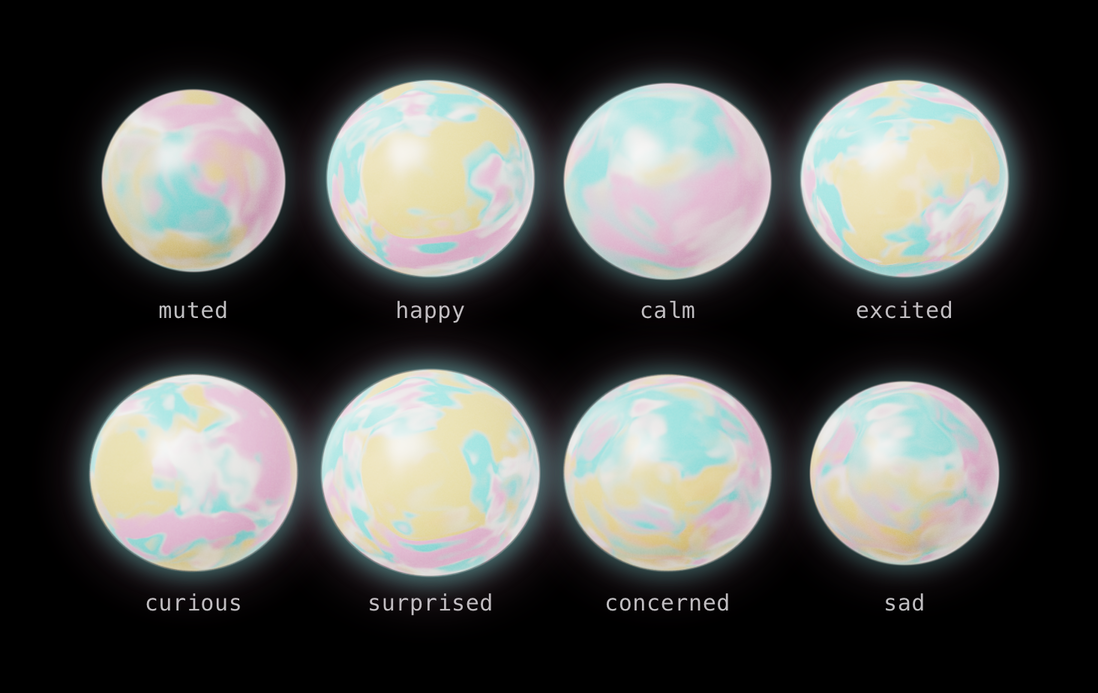 muted
happy
calm
excited
curious
surprised
concerned
sad